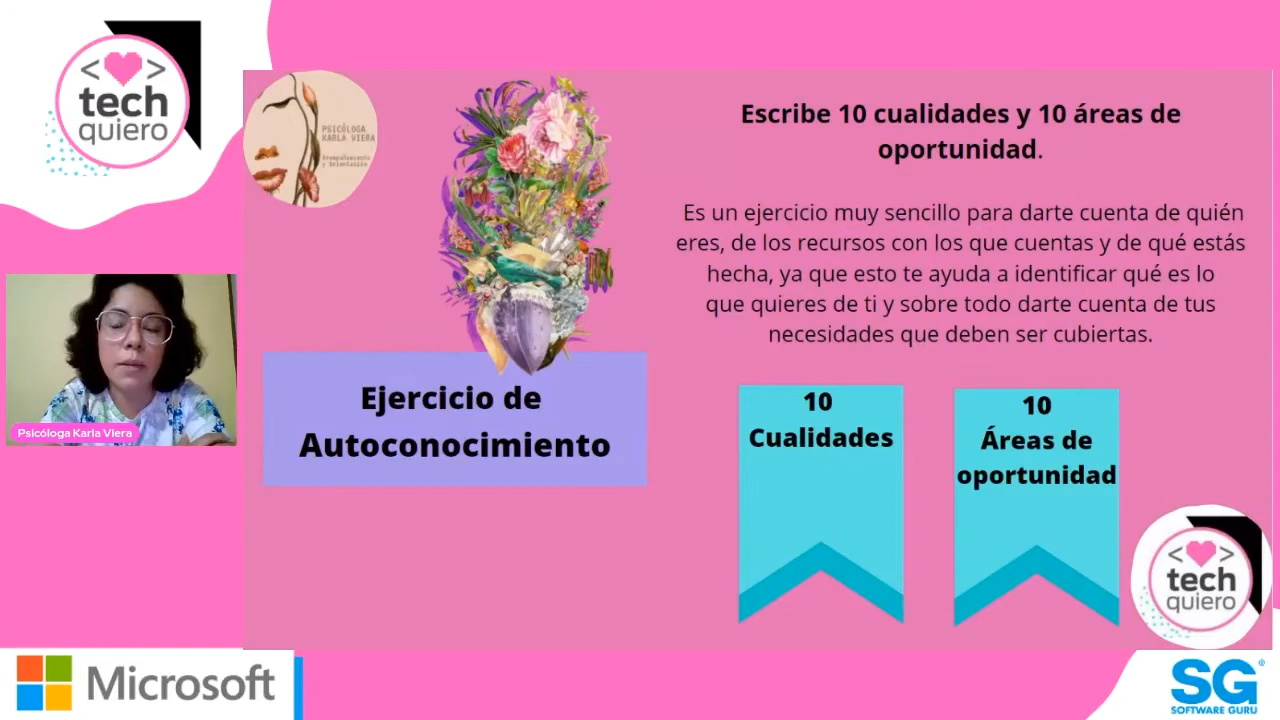 < >
tech
quiero
PSICÓLOGA
KARLA VIERA
Acompañamiento
y Orientación
Escribe 10 cualidades y 10 áreas de
oportunidad.
Es un ejercicio muy sencillo para darte cuenta de quién
eres, de los recursos con los que cuentas y de qué estás
hecha, ya que esto te ayuda a identificar qué es lo
que quieres de ti y sobre todo darte cuenta de tus
necesidades que deben ser cubiertas.
Ejercicio de
Autoconocimiento
10
Cualidades
10
Áreas de
oportunidad
Psicóloga Karla Viera
< >
tech
quiero
Microsoft
SG®
SOFTWARE GURU